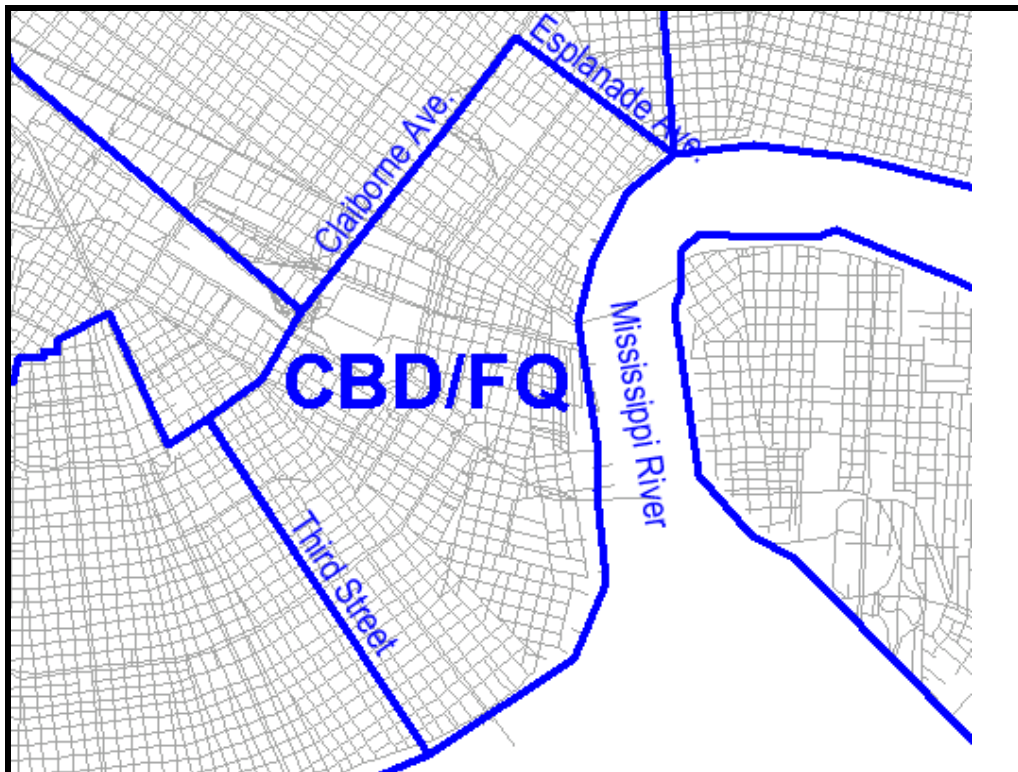 Esplanade Ave.
Claiborne Ave.
CBD/FQ
Mississippi River
Third Street